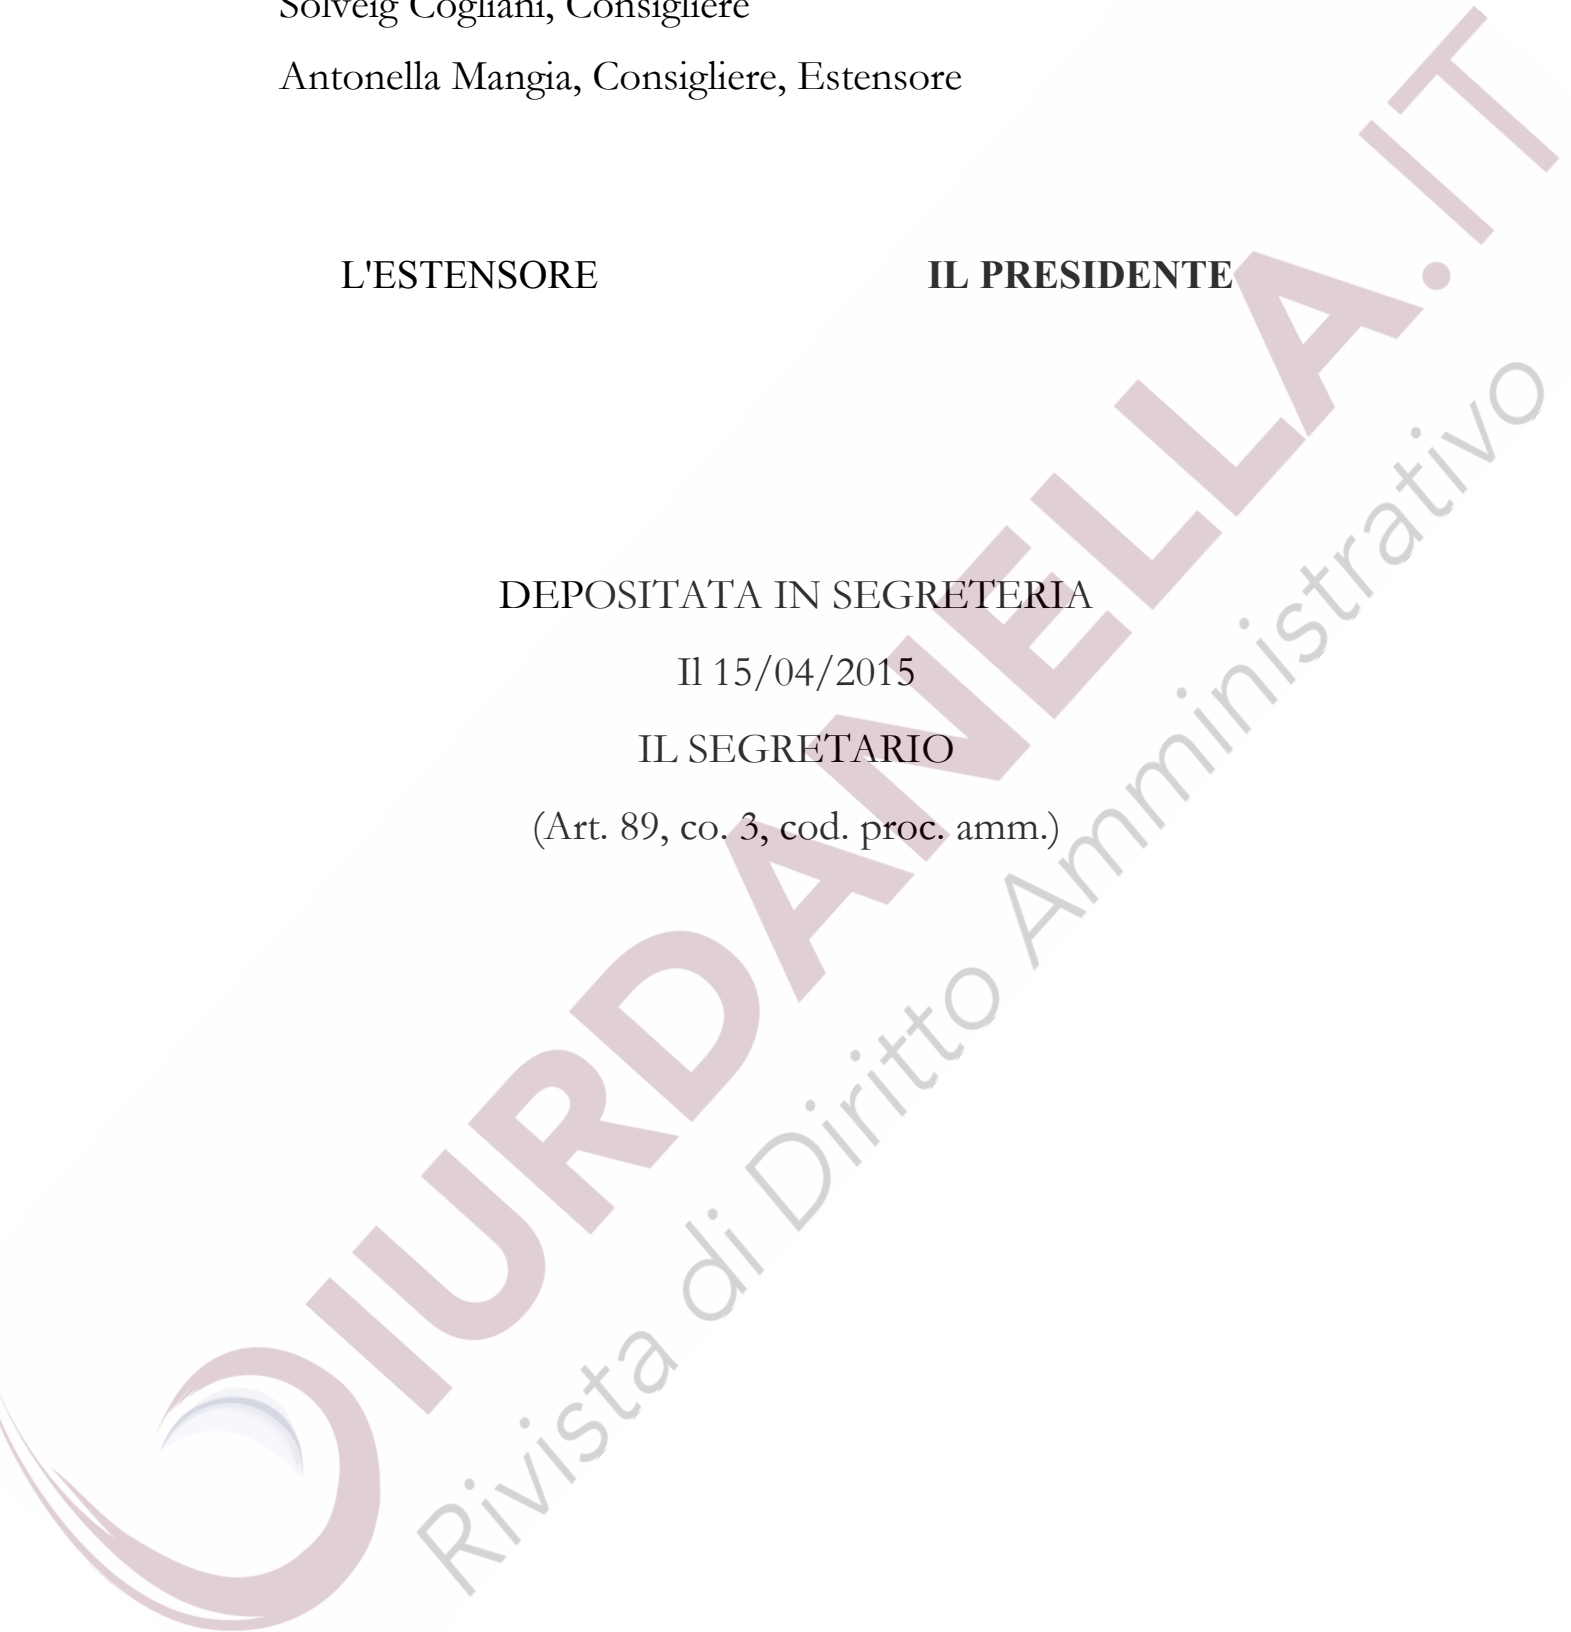 Solveig Cogliani, Consigliere
Antonella Mangia, Consigliere, Estensore
L'ESTENSORE IL PRESIDENTE
DEPOSITATA IN SEGRETERIA
Il 15/04/2015
IL SEGRETARIO
(Art. 89, co. 3, cod. proc. amm.)
IURDANELLA.IT
Rivista di Diritto Amministrativo